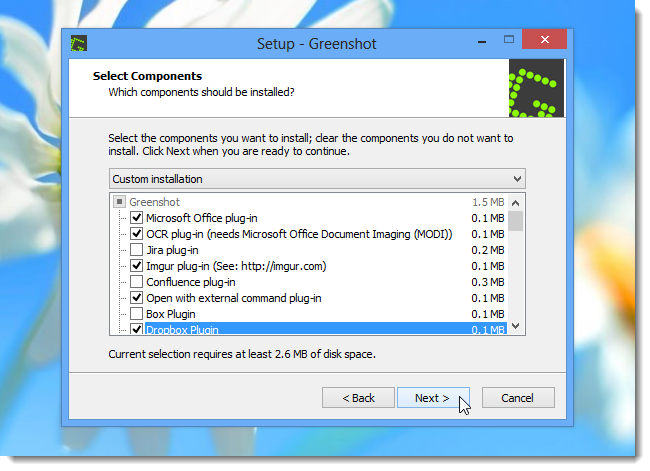 Setup - Greenshot
Select Components
Which components should be installed?
Select the components you want to install; clear the components you do not want to
install. Click Next when you are ready to continue.
Custom installation
Greenshot 1.5 MB
Microsoft Office plug-in 0.1 MB
OCR plug-in (needs Microsoft Office Document Imaging (MODI)) 0.1 MB
Jira plug-in 0.2 MB
Imgur plug-in (See: http://imgur.com) 0.1 MB
Confluence plug-in 0.3 MB
Open with external command plug-in 0.1 MB
Box Plugin 0.1 MB
Dropbox Plugin 0.1 MB
Current selection requires at least 2.6 MB of disk space.
< Back Next > Cancel